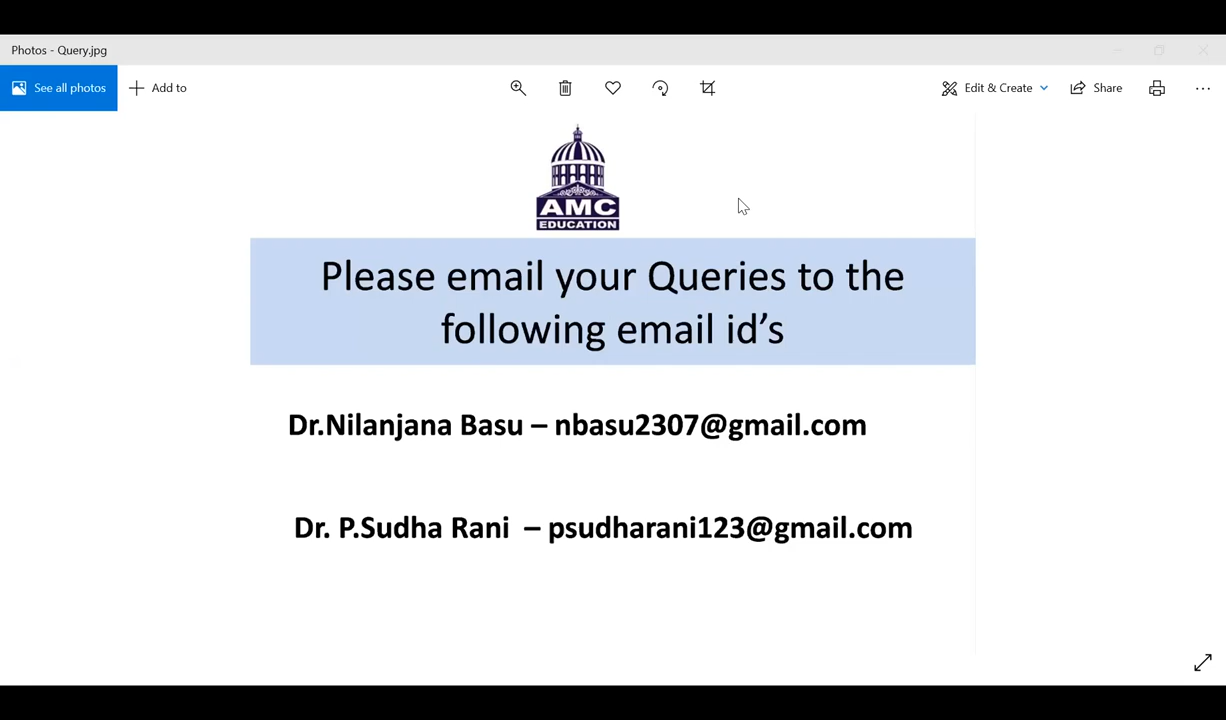 Photos - Query.jpg
See all photos
Add to
Edit & Create
Share
AMC
EDUCATION
Please email your Queries to the
following email id’s
Dr.Nilanjana Basu – nbasu2307@gmail.com
Dr. P.Sudha Rani – psudharani123@gmail.com